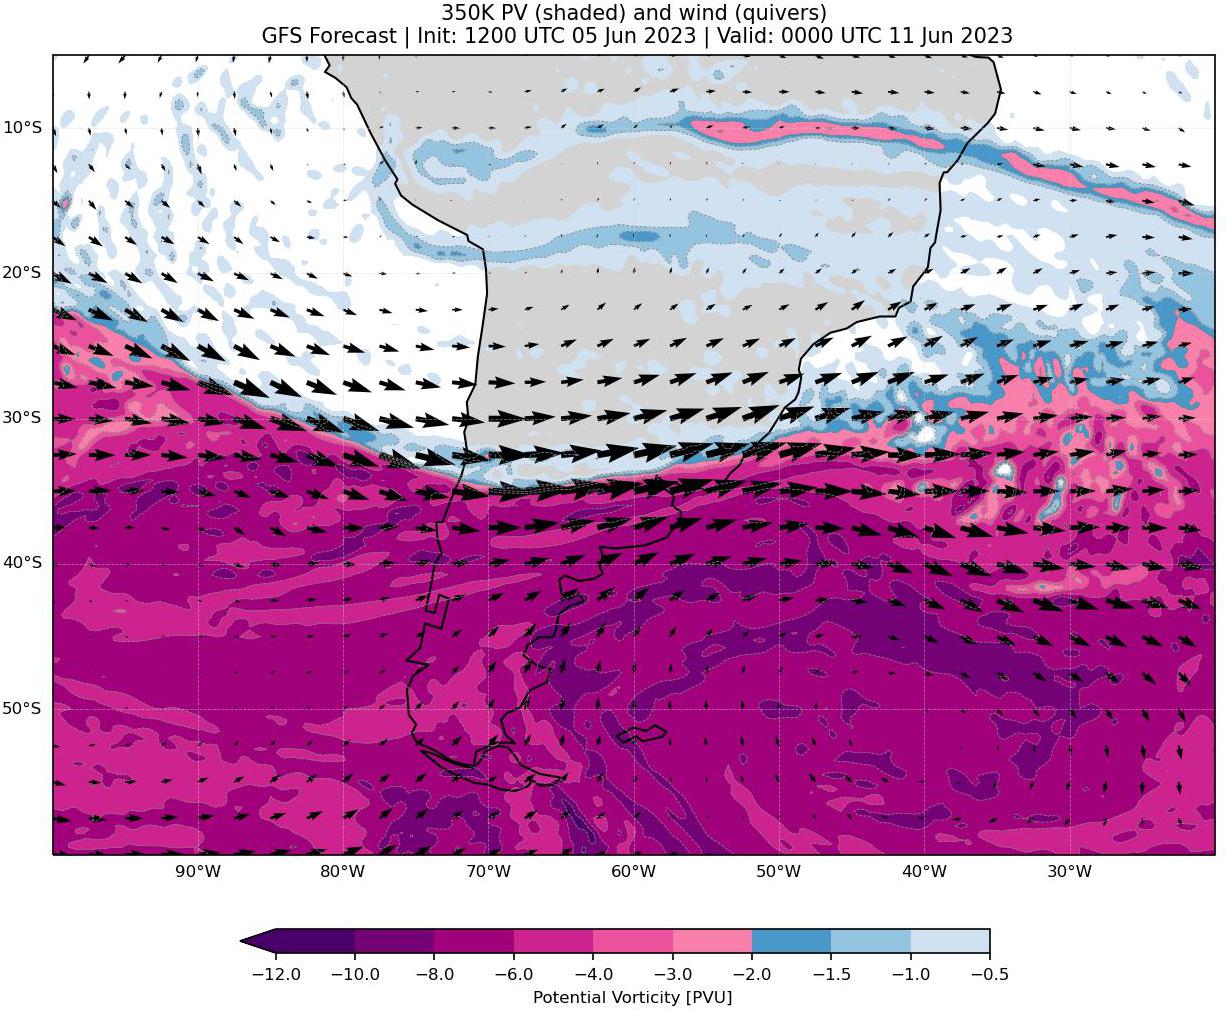 350K PV (shaded) and wind (quivers)
GFS Forecast | Init: 1200 UTC 05 Jun 2023 | Valid: 0000 UTC 11 Jun 2023
10°S
20°S
30°S
40°S
50°S
90°W 80°W 70°W 60°W 50°W 40°W 30°W
−12.0 −10.0 −8.0 −6.0 −4.0 −3.0 −2.0 −1.5 −1.0 −0.5
Potential Vorticity [PVU]